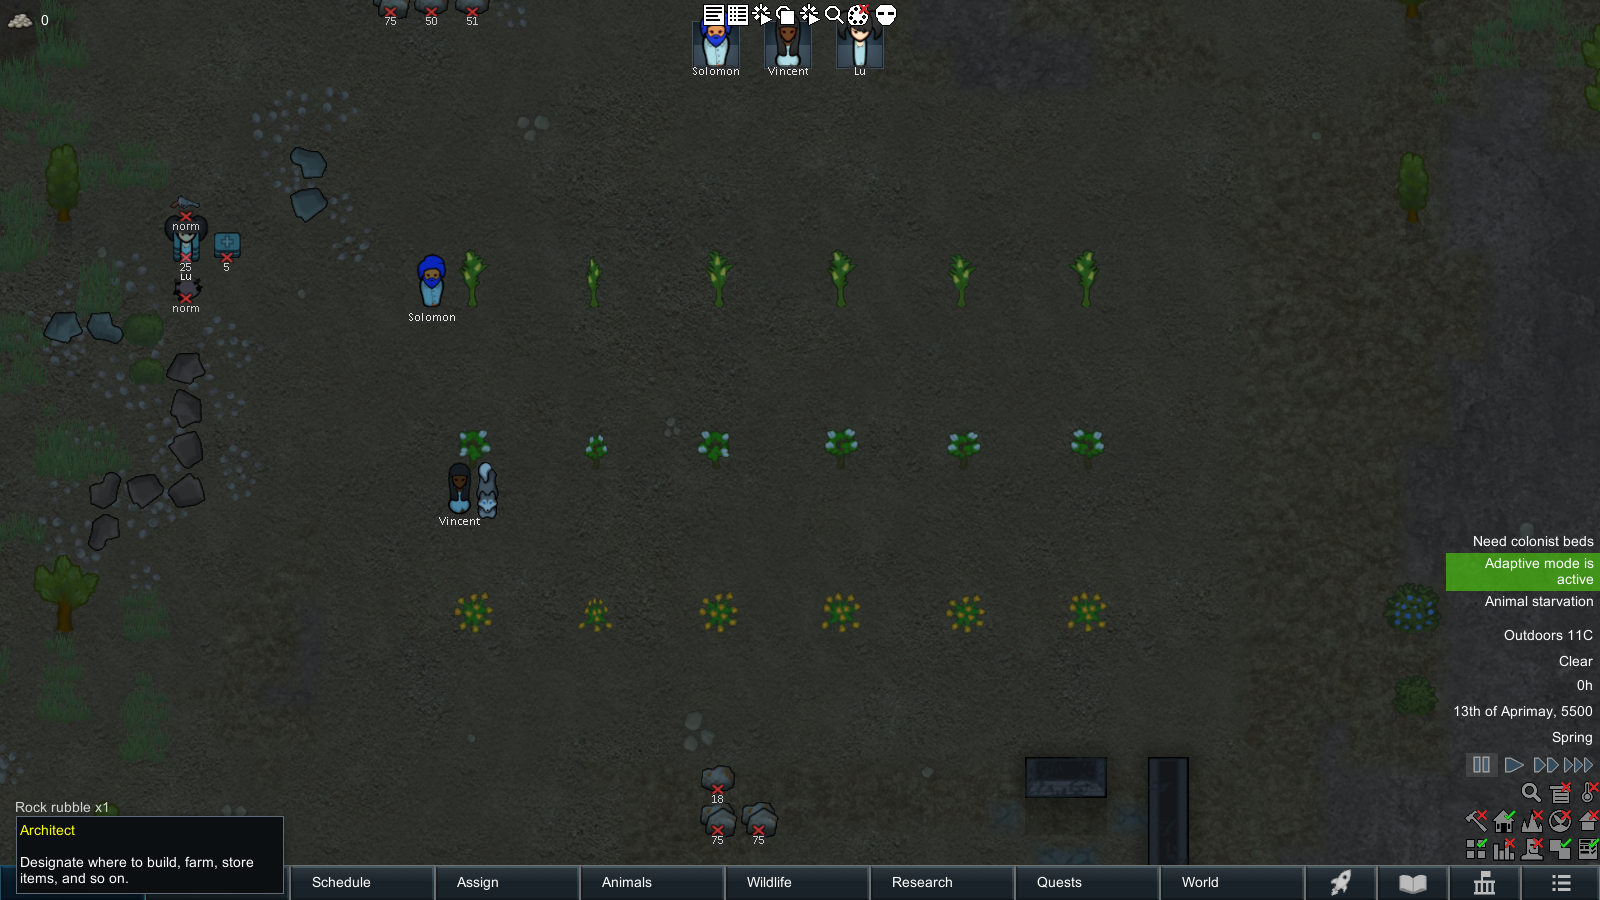 0
75
50
51
Solomon
Vincent
Lu
norm
25
5
Lu
norm
Solomon
Vincent
Need colonist beds
Adaptive mode is
active
Animal starvation
Outdoors 11C
Clear
0h
13th of Aprimay, 5500
Spring
18
75
75
Rock rubble x1
Architect
Designate where to build, farm, store
items, and so on.
Schedule
Assign
Animals
Wildlife
Research
Quests
World